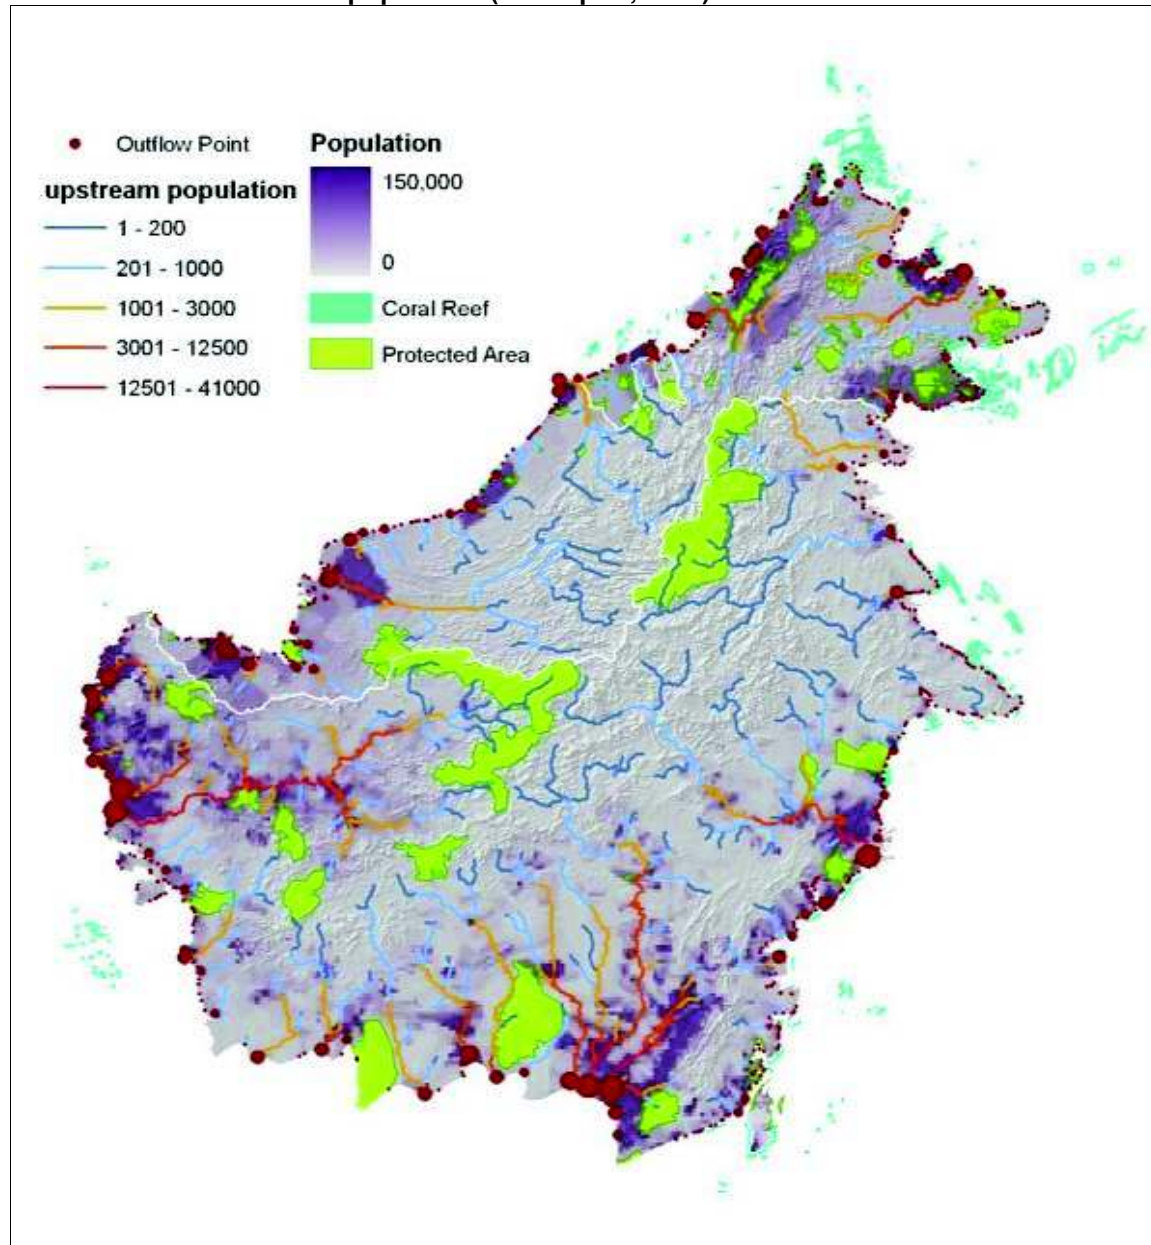 Outflow Point
upstream population
1 - 200
201 - 1000
1001 - 3000
3001 - 12500
12501 - 41000
Population
150,000
0
Coral Reef
Protected Area